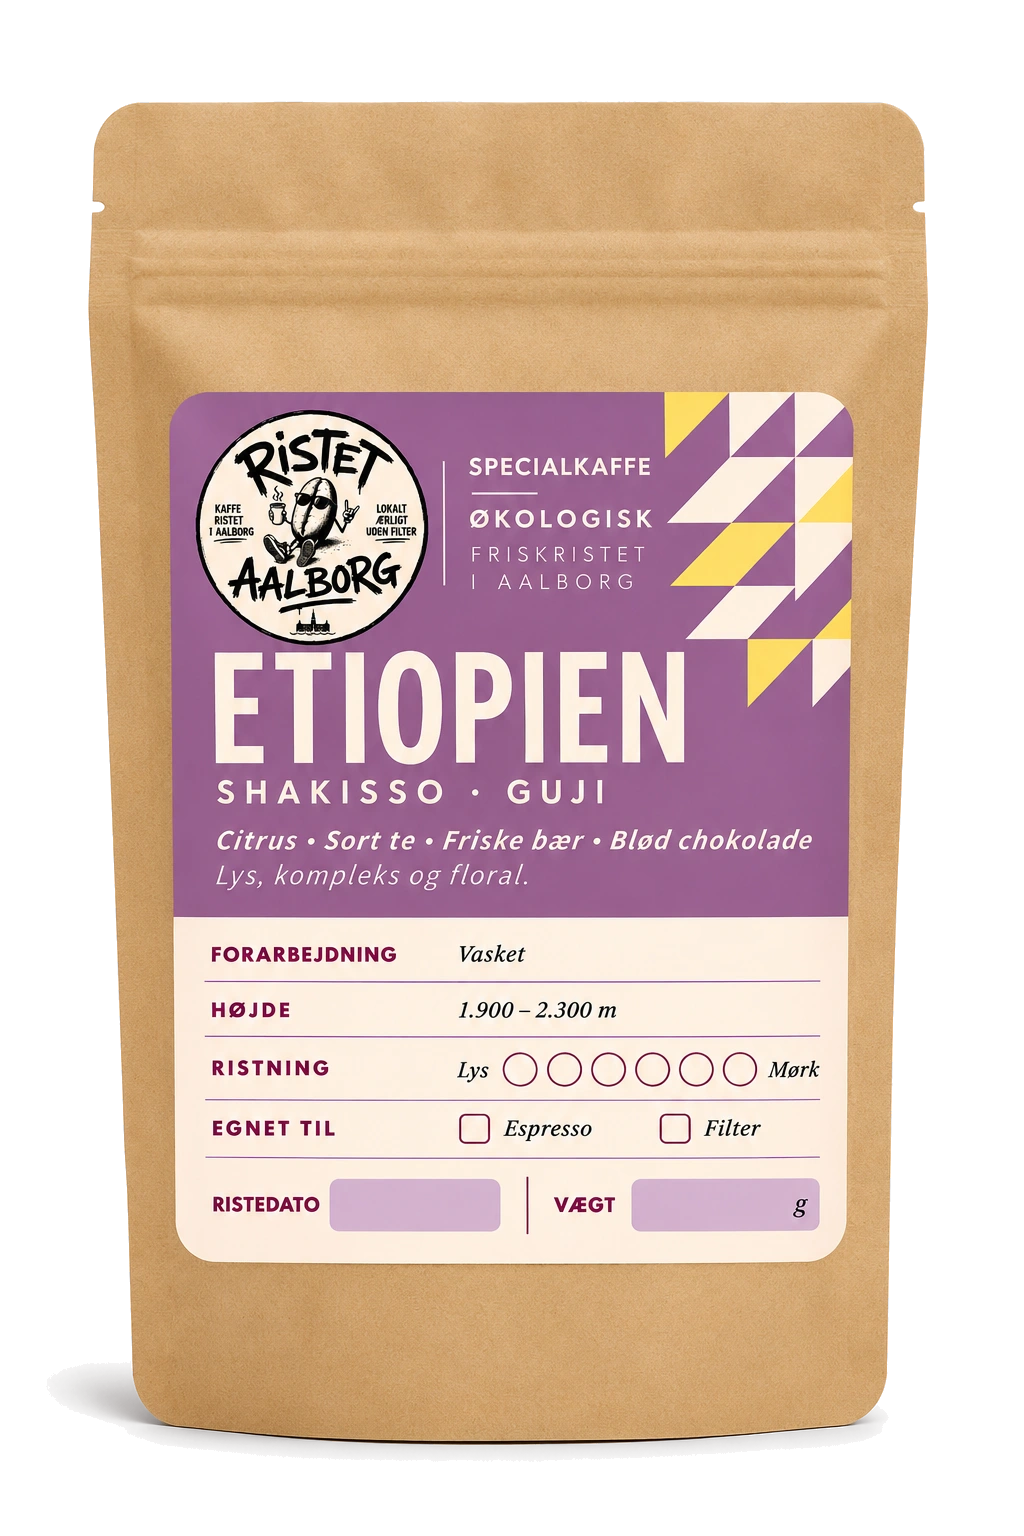 RISTET
KAFFE
RISTET
I AALBORG
LOKALT
ÆRLIGT
UDEN FILTER
AALBORG
SPECIALKAFFE
ØKOLOGISK
FRISKRISTET
I AALBORG
ETIOPIEN
SHAKISSO · GUJI
Citrus • Sort te • Friske bær • Blød chokolade
Lys, kompleks og floral.
FORARBEJDNING Vasket
HØJDE 1.900 – 2.300 m
RISTNING Lys Mørk
EGNET TIL Espresso Filter
RISTEDATO VÆGT g